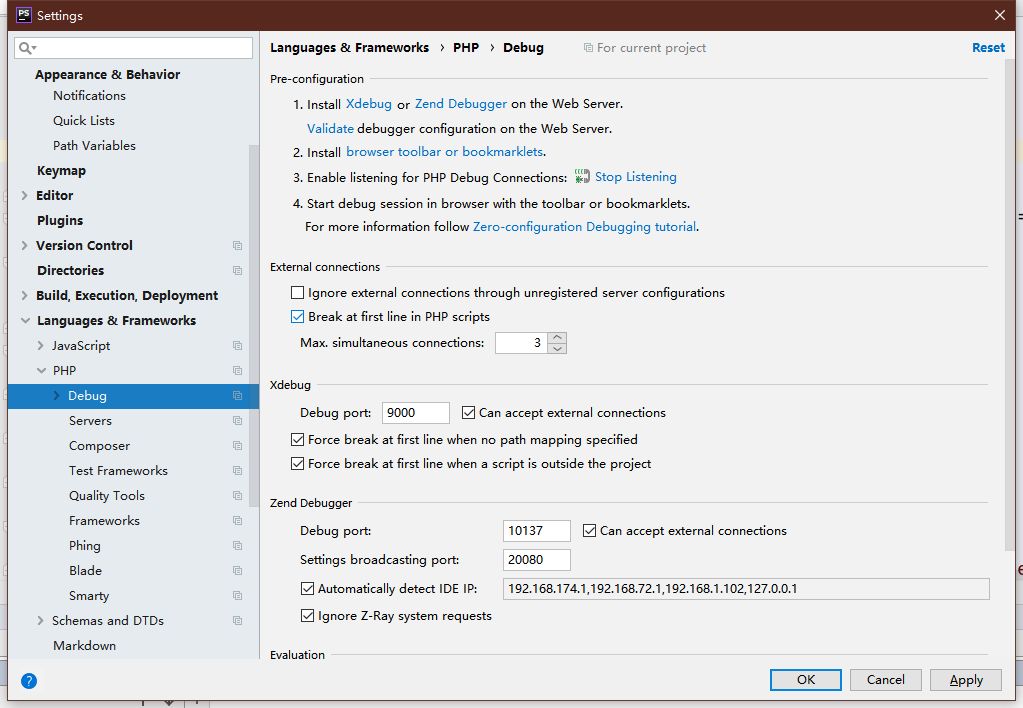 PS Settings
Appearance & Behavior
Notifications
Quick Lists
Path Variables
Keymap
Editor
Plugins
Version Control
Directories
Build, Execution, Deployment
Languages & Frameworks
JavaScript
PHP
Debug
Servers
Composer
Test Frameworks
Quality Tools
Frameworks
Phing
Blade
Smarty
Schemas and DTDs
Markdown
Languages & Frameworks › PHP › Debug For current project Reset
Pre-configuration
1. Install Xdebug or Zend Debugger on the Web Server.
Validate debugger configuration on the Web Server.
2. Install browser toolbar or bookmarklets.
3. Enable listening for PHP Debug Connections: Stop Listening
4. Start debug session in browser with the toolbar or bookmarklets.
For more information follow Zero-configuration Debugging tutorial.
External connections
Ignore external connections through unregistered server configurations
Break at first line in PHP scripts
Max. simultaneous connections: 3
Xdebug
Debug port: 9000 Can accept external connections
Force break at first line when no path mapping specified
Force break at first line when a script is outside the project
Zend Debugger
Debug port: 10137 Can accept external connections
Settings broadcasting port: 20080
Automatically detect IDE IP: 192.168.174.1,192.168.72.1,192.168.1.102,127.0.0.1
Ignore Z-Ray system requests
Evaluation
? OK Cancel Apply